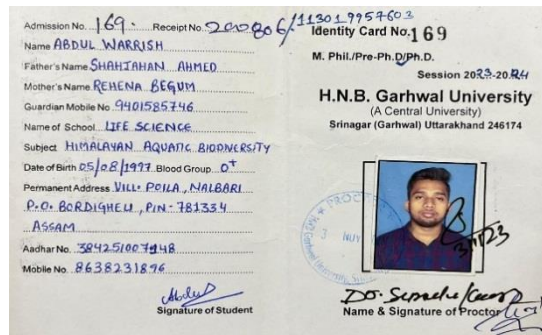 Admission No. 169. Receipt No. 200806/113019957603
Name ABDUL WARRISH
Father's Name SHAHJAHAN AHMED
Mother's Name REHENA BEGUM
Guardian Mobile No. 9401585746
Name of School LIFE SCIENCE
Subject HIMALAYAN AQUATIC BIODIVERSITY
Date of Birth 05/08/1997 Blood Group O+
Permanent Address VILL- POILA, NALBARI
P.O. BORDIGHELI, PIN- 781334
ASSAM
Aadhar No. 384251007948
Mobile No. 8638231896
Signature of Student
Identity Card No. 169
M. Phil./Pre-Ph.D/Ph.D.
Session 2023-2024
H.N.B. Garhwal University
(A Central University)
Srinagar (Garhwal) Uttarakhand 246174
Name & Signature of Proctor